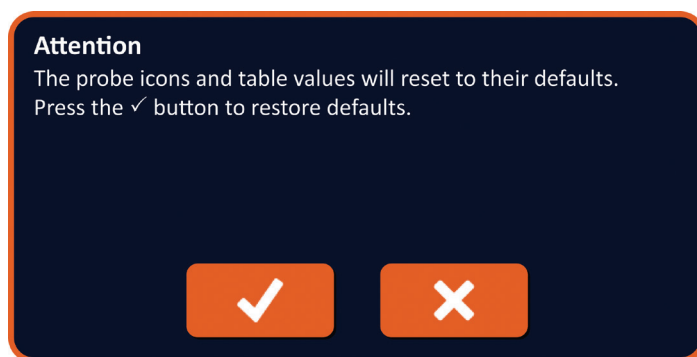 Attention
The probe icons and table values will reset to their defaults.
Press the ✓ button to restore defaults.